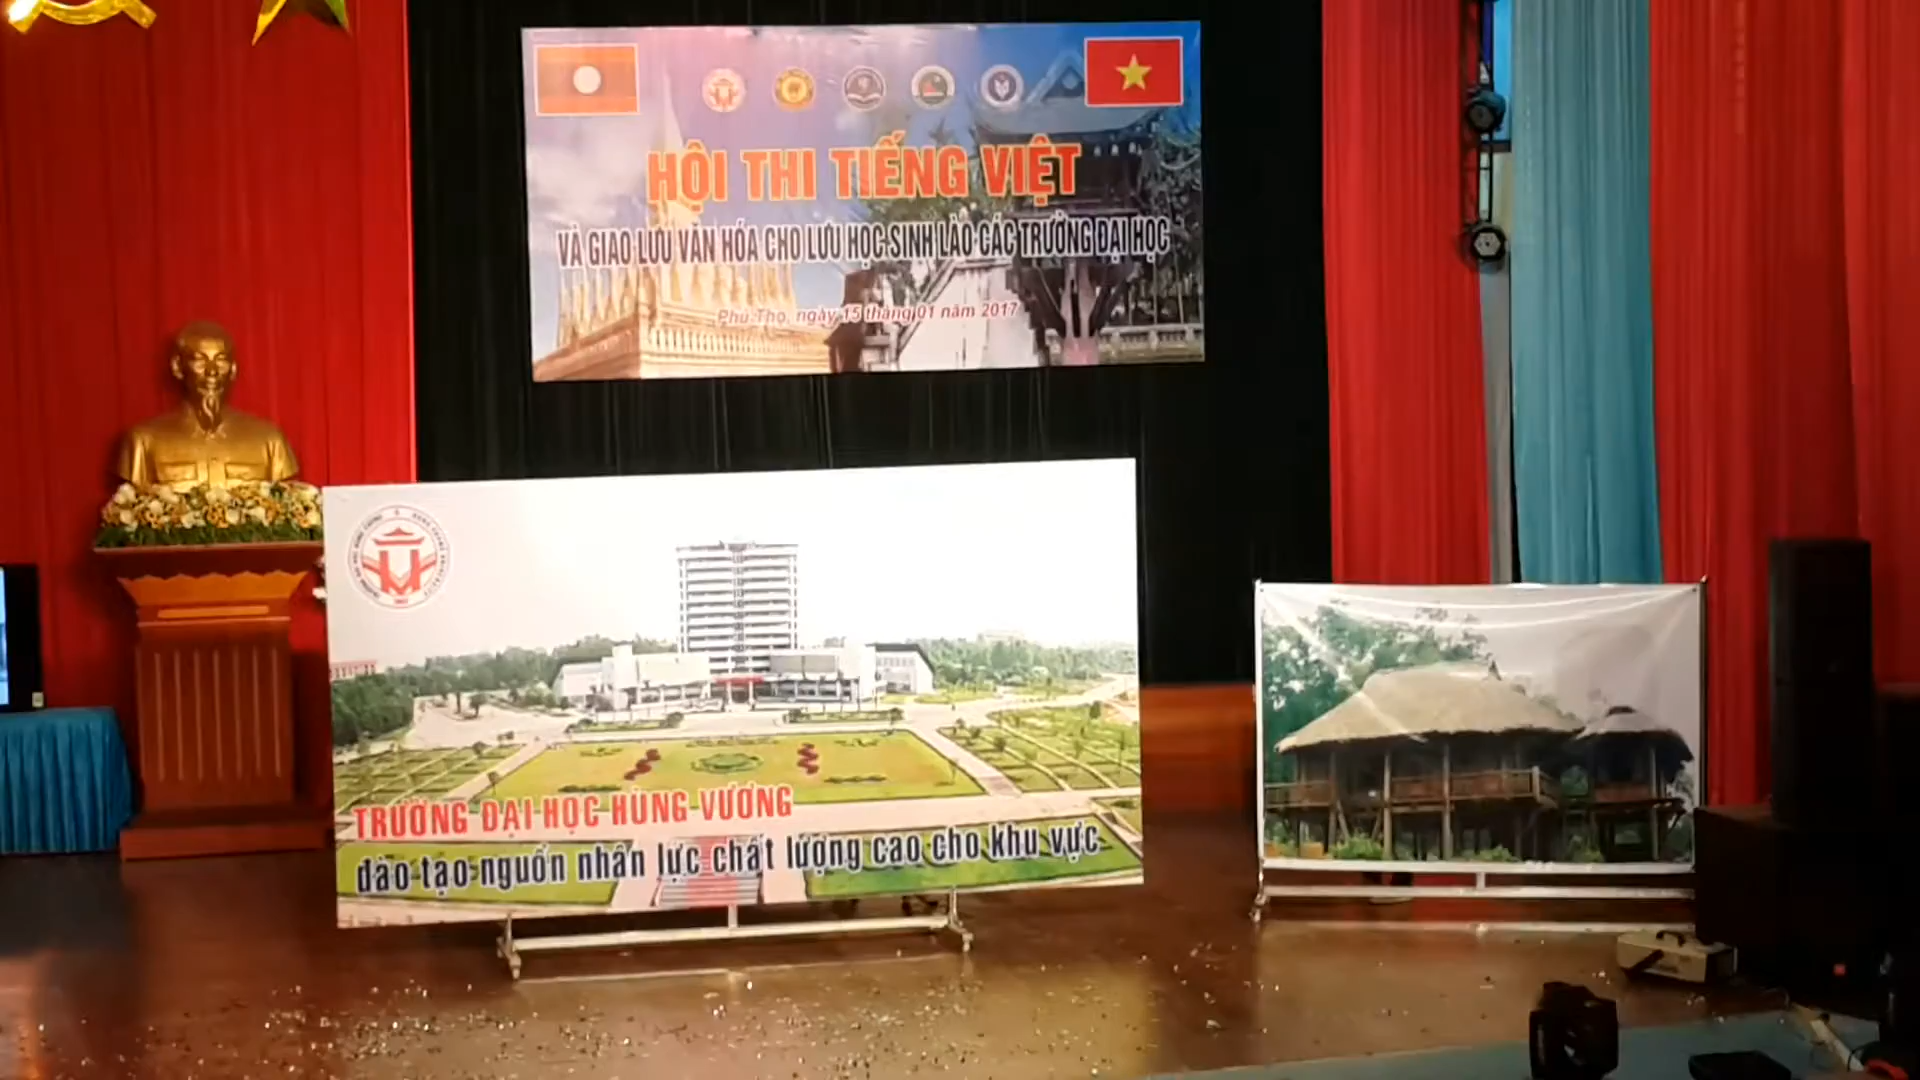 HỘI THI TIẾNG VIỆT
VÀ GIAO LƯU VĂN HÓA CHO LƯU HỌC SINH LÀO CÁC TRƯỜNG ĐẠI HỌC
Phú Thọ, ngày 15 tháng 01 năm 2017
TRƯỜNG ĐẠI HỌC HÙNG VƯƠNG
đào tạo nguồn nhân lực chất lượng cao cho khu vực